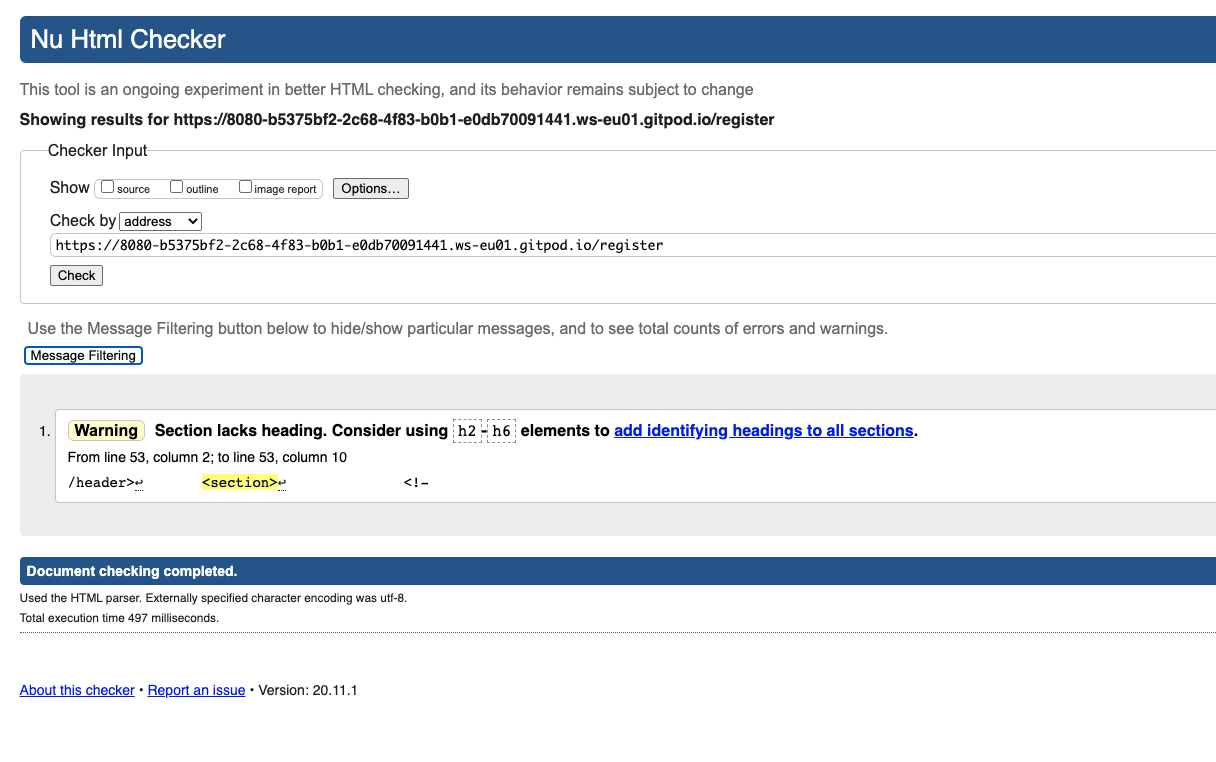 Nu Html Checker
This tool is an ongoing experiment in better HTML checking, and its behavior remains subject to change
Showing results for https://8080-b5375bf2-2c68-4f83-b0b1-e0db70091441.ws-eu01.gitpod.io/register
Checker Input
Show source outline image report Options...
Check by address
https://8080-b5375bf2-2c68-4f83-b0b1-e0db70091441.ws-eu01.gitpod.io/register
Check
Use the Message Filtering button below to hide/show particular messages, and to see total counts of errors and warnings.
Message Filtering
1. Warning Section lacks heading. Consider using h2-h6 elements to add identifying headings to all sections.
From line 53, column 2; to line 53, column 10
/header>↩ <section>↩ <!–
Document checking completed.
Used the HTML parser. Externally specified character encoding was utf-8.
Total execution time 497 milliseconds.
About this checker • Report an issue • Version: 20.11.1